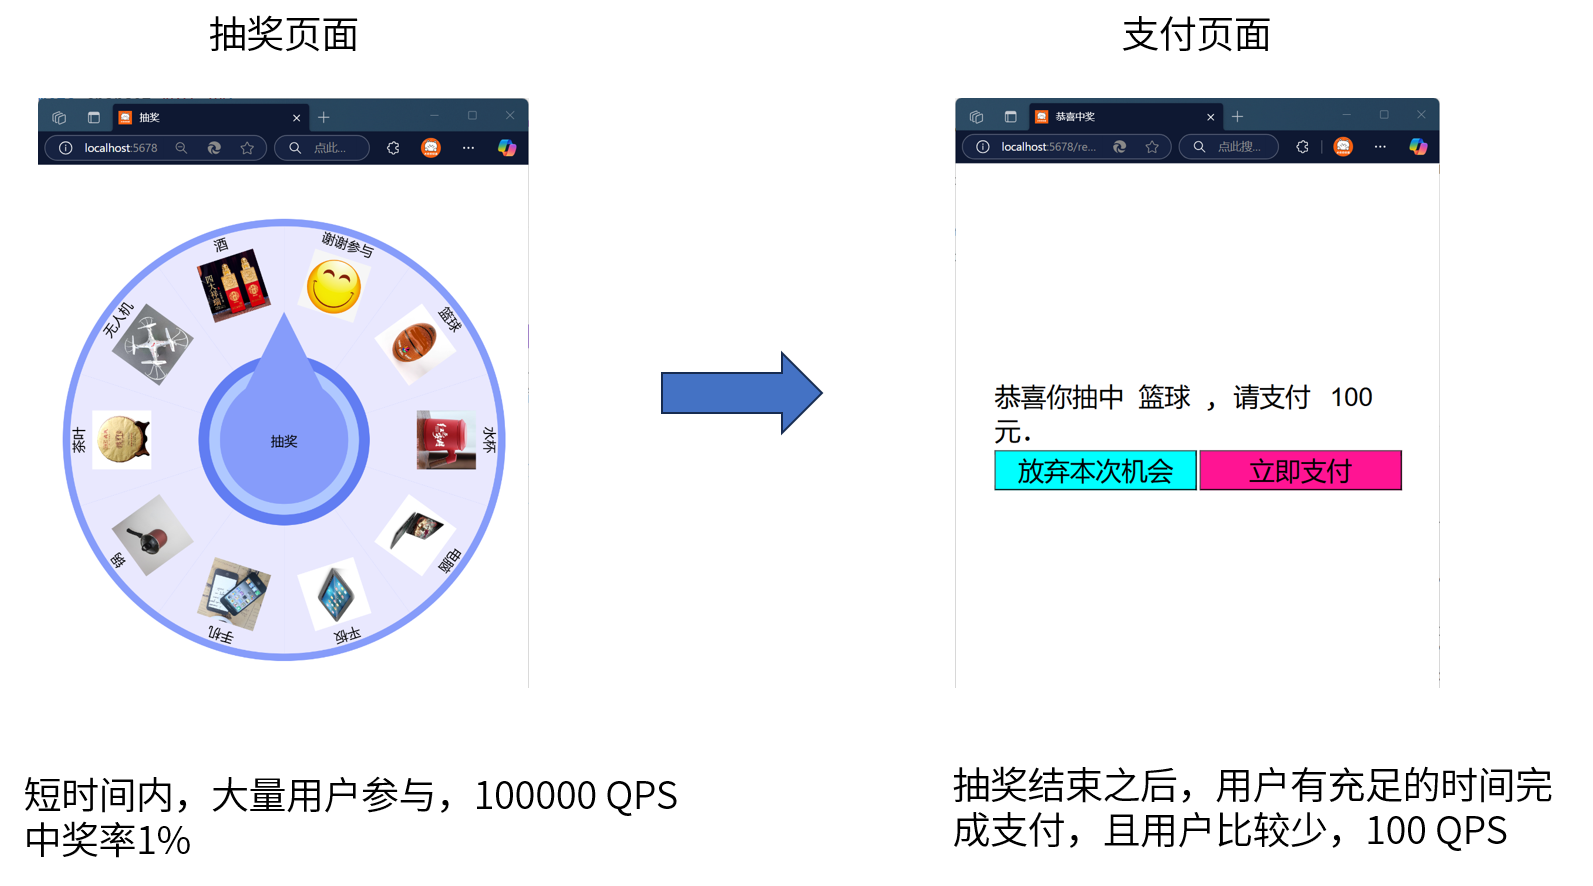 抽奖页面
支付页面
抽奖
localhost:5678
点此...
酒
谢谢参与
无人机
篮球
茶叶
水杯
抽奖
锅
电脑
手机
平板
恭喜中奖
localhost:5678/re...
点此搜...
恭喜你抽中 篮球 ，请支付 100
元.
放弃本次机会
立即支付
短时间内，大量用户参与，100000 QPS
中奖率1%
抽奖结束之后，用户有充足的时间完
成支付，且用户比较少，100 QPS